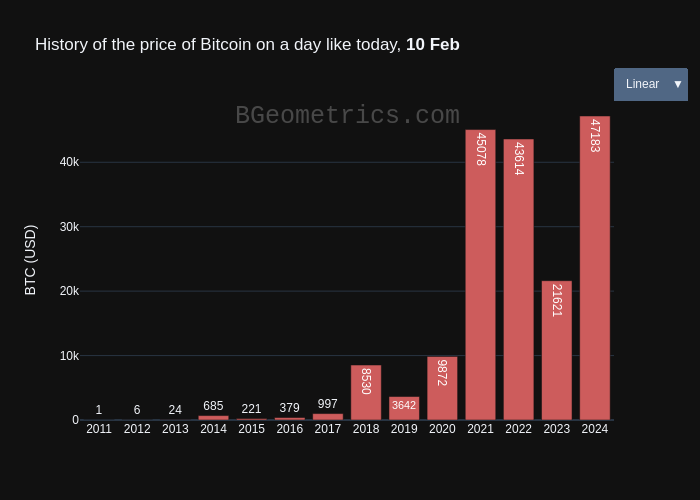 History of the price of Bitcoin on a day like today, 10 Feb
Linear ▼
BGeometrics.com
BTC (USD)
40k
30k
20k
10k
0
1
6
24
685
221
379
997
8530
3642
9872
45078
43614
21621
47183
2011 2012 2013 2014 2015 2016 2017 2018 2019 2020 2021 2022 2023 2024